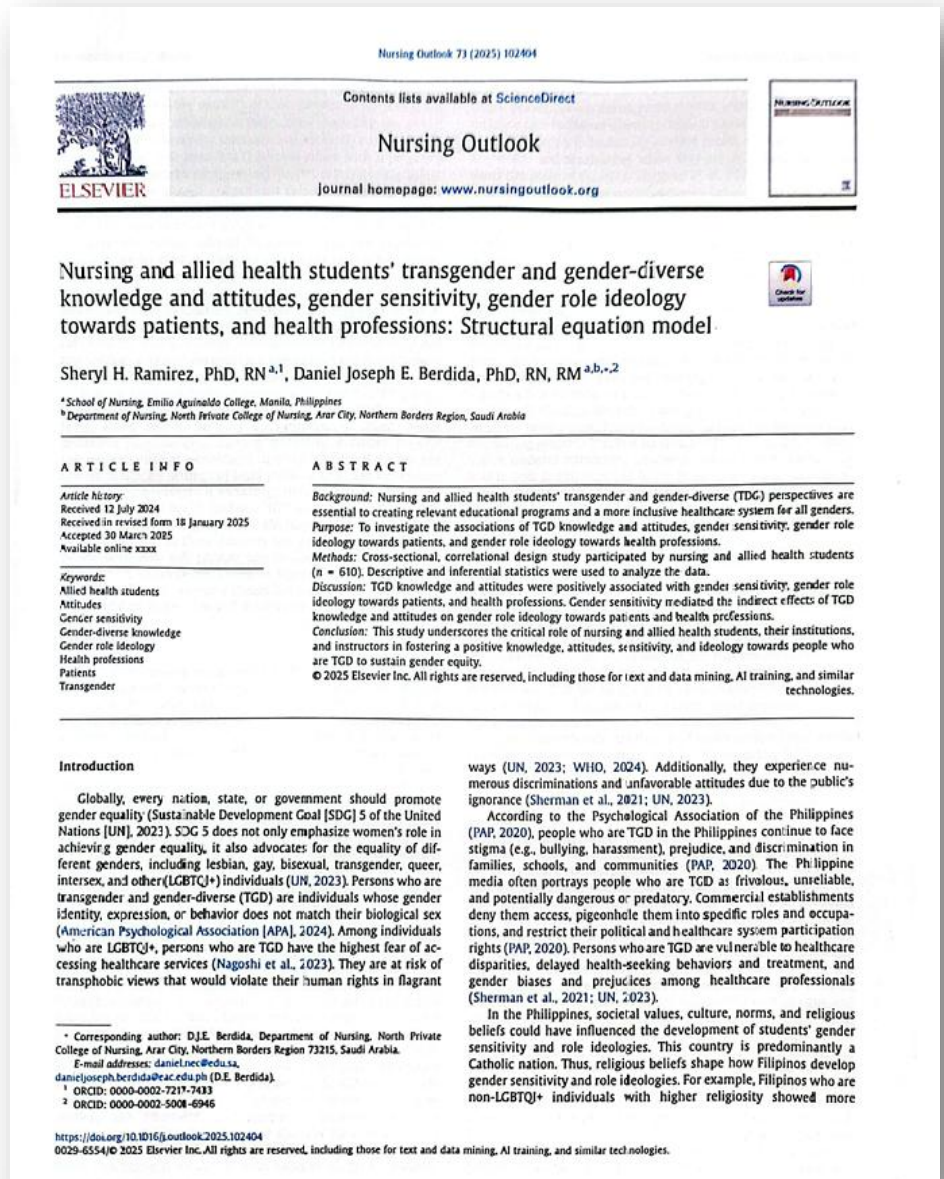 Nursing Outlook 73 (2025) 102404
Contents lists available at ScienceDirect
Nursing Outlook
journal homepage: www.nursingoutlook.org
ELSEVIER
NURSING OUTLOOK
Check for
updates
Nursing and allied health students' transgender and gender-diverse
knowledge and attitudes, gender sensitivity, gender role ideology
towards patients, and health professions: Structural equation model
Sheryl H. Ramirez, PhD, RN a,1, Daniel Joseph E. Berdida, PhD, RN, RM a,b,*,2
a School of Nursing, Emilio Aguinaldo College, Manila, Philippines
b Department of Nursing, North Private College of Nursing, Arar City, Northern Borders Region, Saudi Arabia
ARTICLE INFO
Article history:
Received 12 July 2024
Received in revised form 18 January 2025
Accepted 30 March 2025
Available online xxxx
Keywords:
Allied health students
Attitudes
Gender sensitivity
Gender-diverse knowledge
Gender role ideology
Health professions
Patients
Transgender
ABSTRACT
Background: Nursing and allied health students' transgender and gender-diverse (TDG) perspectives are
essential to creating relevant educational programs and a more inclusive healthcare system for all genders.
Purpose: To investigate the associations of TGD knowledge and attitudes, gender sensitivity, gender role
ideology towards patients, and gender role ideology towards health professions.
Methods: Cross-sectional, correlational design study participated by nursing and allied health students
(n = 610). Descriptive and inferential statistics were used to analyze the data.
Discussion: TGD knowledge and attitudes were positively associated with gender sensitivity, gender role
ideology towards patients, and health professions. Gender sensitivity mediated the indirect effects of TGD
knowledge and attitudes on gender role ideology towards patients and health professions.
Conclusion: This study underscores the critical role of nursing and allied health students, their institutions,
and instructors in fostering a positive knowledge, attitudes, sensitivity, and ideology towards people who
are TGD to sustain gender equity.
© 2025 Elsevier Inc. All rights are reserved, including those for text and data mining, AI training, and similar
technologies.
Introduction
Globally, every nation, state, or government should promote
gender equality (Sustainable Development Goal [SDG] 5 of the United
Nations [UN], 2023). SDG 5 does not only emphasize women's role in
achieving gender equality, it also advocates for the equality of dif-
ferent genders, including lesbian, gay, bisexual, transgender, queer,
intersex, and other(LGBTQI+) individuals (UN, 2023). Persons who are
transgender and gender-diverse (TGD) are individuals whose gender
identity, expression, or behavior does not match their biological sex
(American Psychological Association [APA], 2024). Among individuals
who are LGBTQI+, persons who are TGD have the highest fear of ac-
cessing healthcare services (Nagoshi et al., 2023). They are at risk of
transphobic views that would violate their human rights in flagrant
ways (UN, 2023; WHO, 2024). Additionally, they experience nu-
merous discriminations and unfavorable attitudes due to the public's
ignorance (Sherman et al., 2021; UN, 2023).
According to the Psychological Association of the Philippines
(PAP, 2020), people who are TGD in the Philippines continue to face
stigma (e.g., bullying, harassment), prejudice, and discrimination in
families, schools, and communities (PAP, 2020). The Philippine
media often portrays people who are TGD as frivolous, unreliable,
and potentially dangerous or predatory. Commercial establishments
deny them access, pigeonhole them into specific roles and occupa-
tions, and restrict their political and healthcare system participation
rights (PAP, 2020). Persons who are TGD are vulnerable to healthcare
disparities, delayed health-seeking behaviors and treatment, and
gender biases and prejudices among healthcare professionals
(Sherman et al., 2021; UN, 2023).
In the Philippines, societal values, culture, norms, and religious
beliefs could have influenced the development of students' gender
sensitivity and role ideologies. This country is predominantly a
Catholic nation. Thus, religious beliefs shape how Filipinos develop
gender sensitivity and role ideologies. For example, Filipinos who are
non-LGBTQI+ individuals with higher religiosity showed more
* Corresponding author: D.J.E. Berdida, Department of Nursing, North Private
College of Nursing, Arar City, Northern Borders Region 73215, Saudi Arabia.
E-mail addresses: daniel.nec@edu.sa,
danieljoseph.berdida@eac.edu.ph (D.E. Berdida).
1 ORCID: 0000-0002-7217-7433
2 ORCID: 0000-0002-5008-6946
https://doi.org/10.1016/j.outlook.2025.102404
0029-6554/© 2025 Elsevier Inc. All rights are reserved, including those for text and data mining, AI training, and similar technologies.